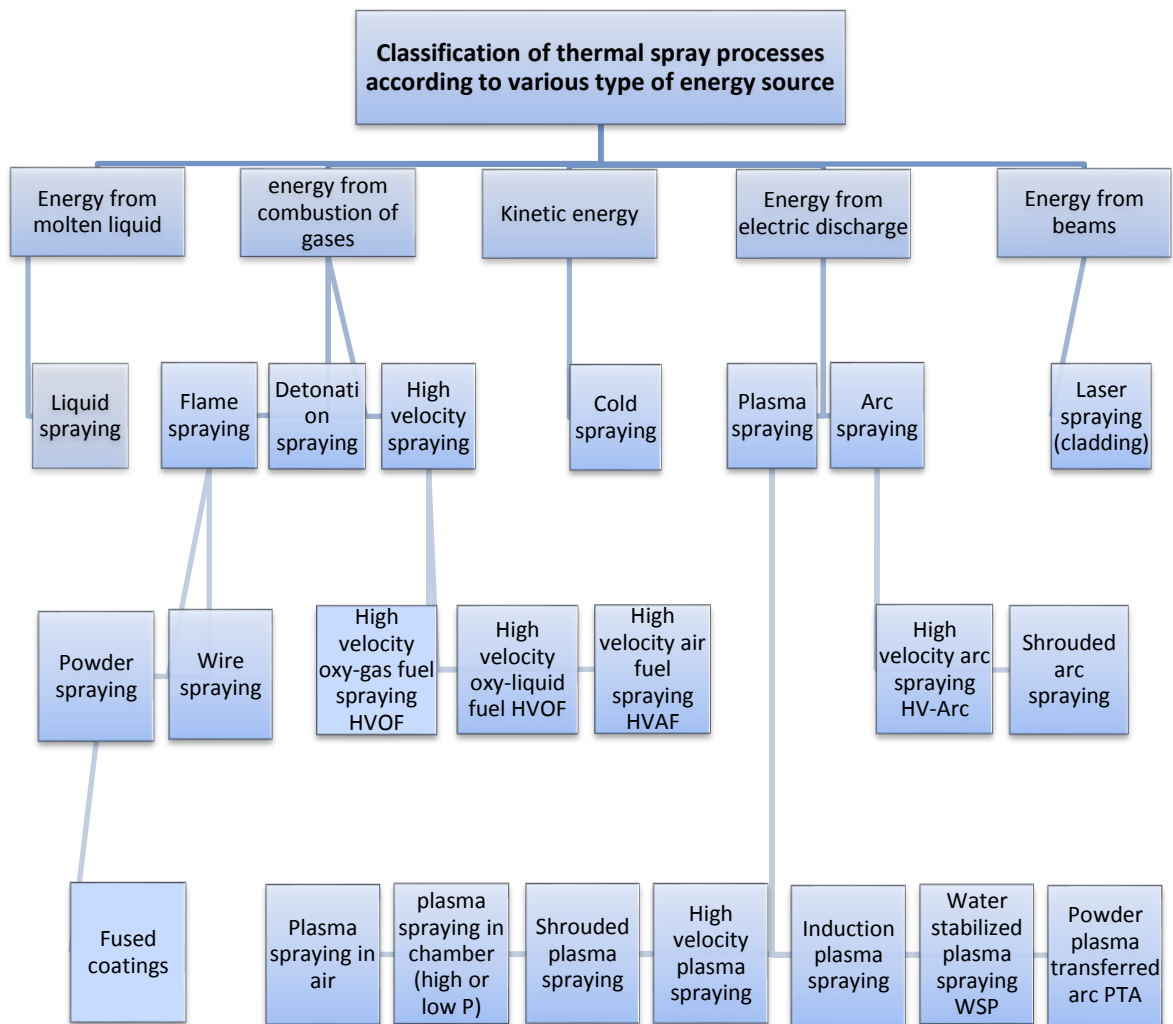 Classification of thermal spray processes
according to various type of energy source
Energy from
molten liquid
energy from
combustion of
gases
Kinetic energy
Energy from
electric discharge
Energy from
beams
Liquid
spraying
Flame
spraying
Detonati
on
spraying
High
velocity
spraying
Cold
spraying
Plasma
spraying
Arc
spraying
Laser
spraying
(cladding)
Powder
spraying
Wire
spraying
High
velocity
oxy-gas fuel
spraying
HVOF
High
velocity
oxy-liquid
fuel HVOF
High
velocity air
fuel
spraying
HVAF
High
velocity arc
spraying
HV-Arc
Shrouded
arc
spraying
Fused
coatings
Plasma
spraying in
air
plasma
spraying in
chamber
(high or
low P)
Shrouded
plasma
spraying
High
velocity
plasma
spraying
Induction
plasma
spraying
Water
stabilized
plasma
spraying
WSP
Powder
plasma
transferred
arc PTA